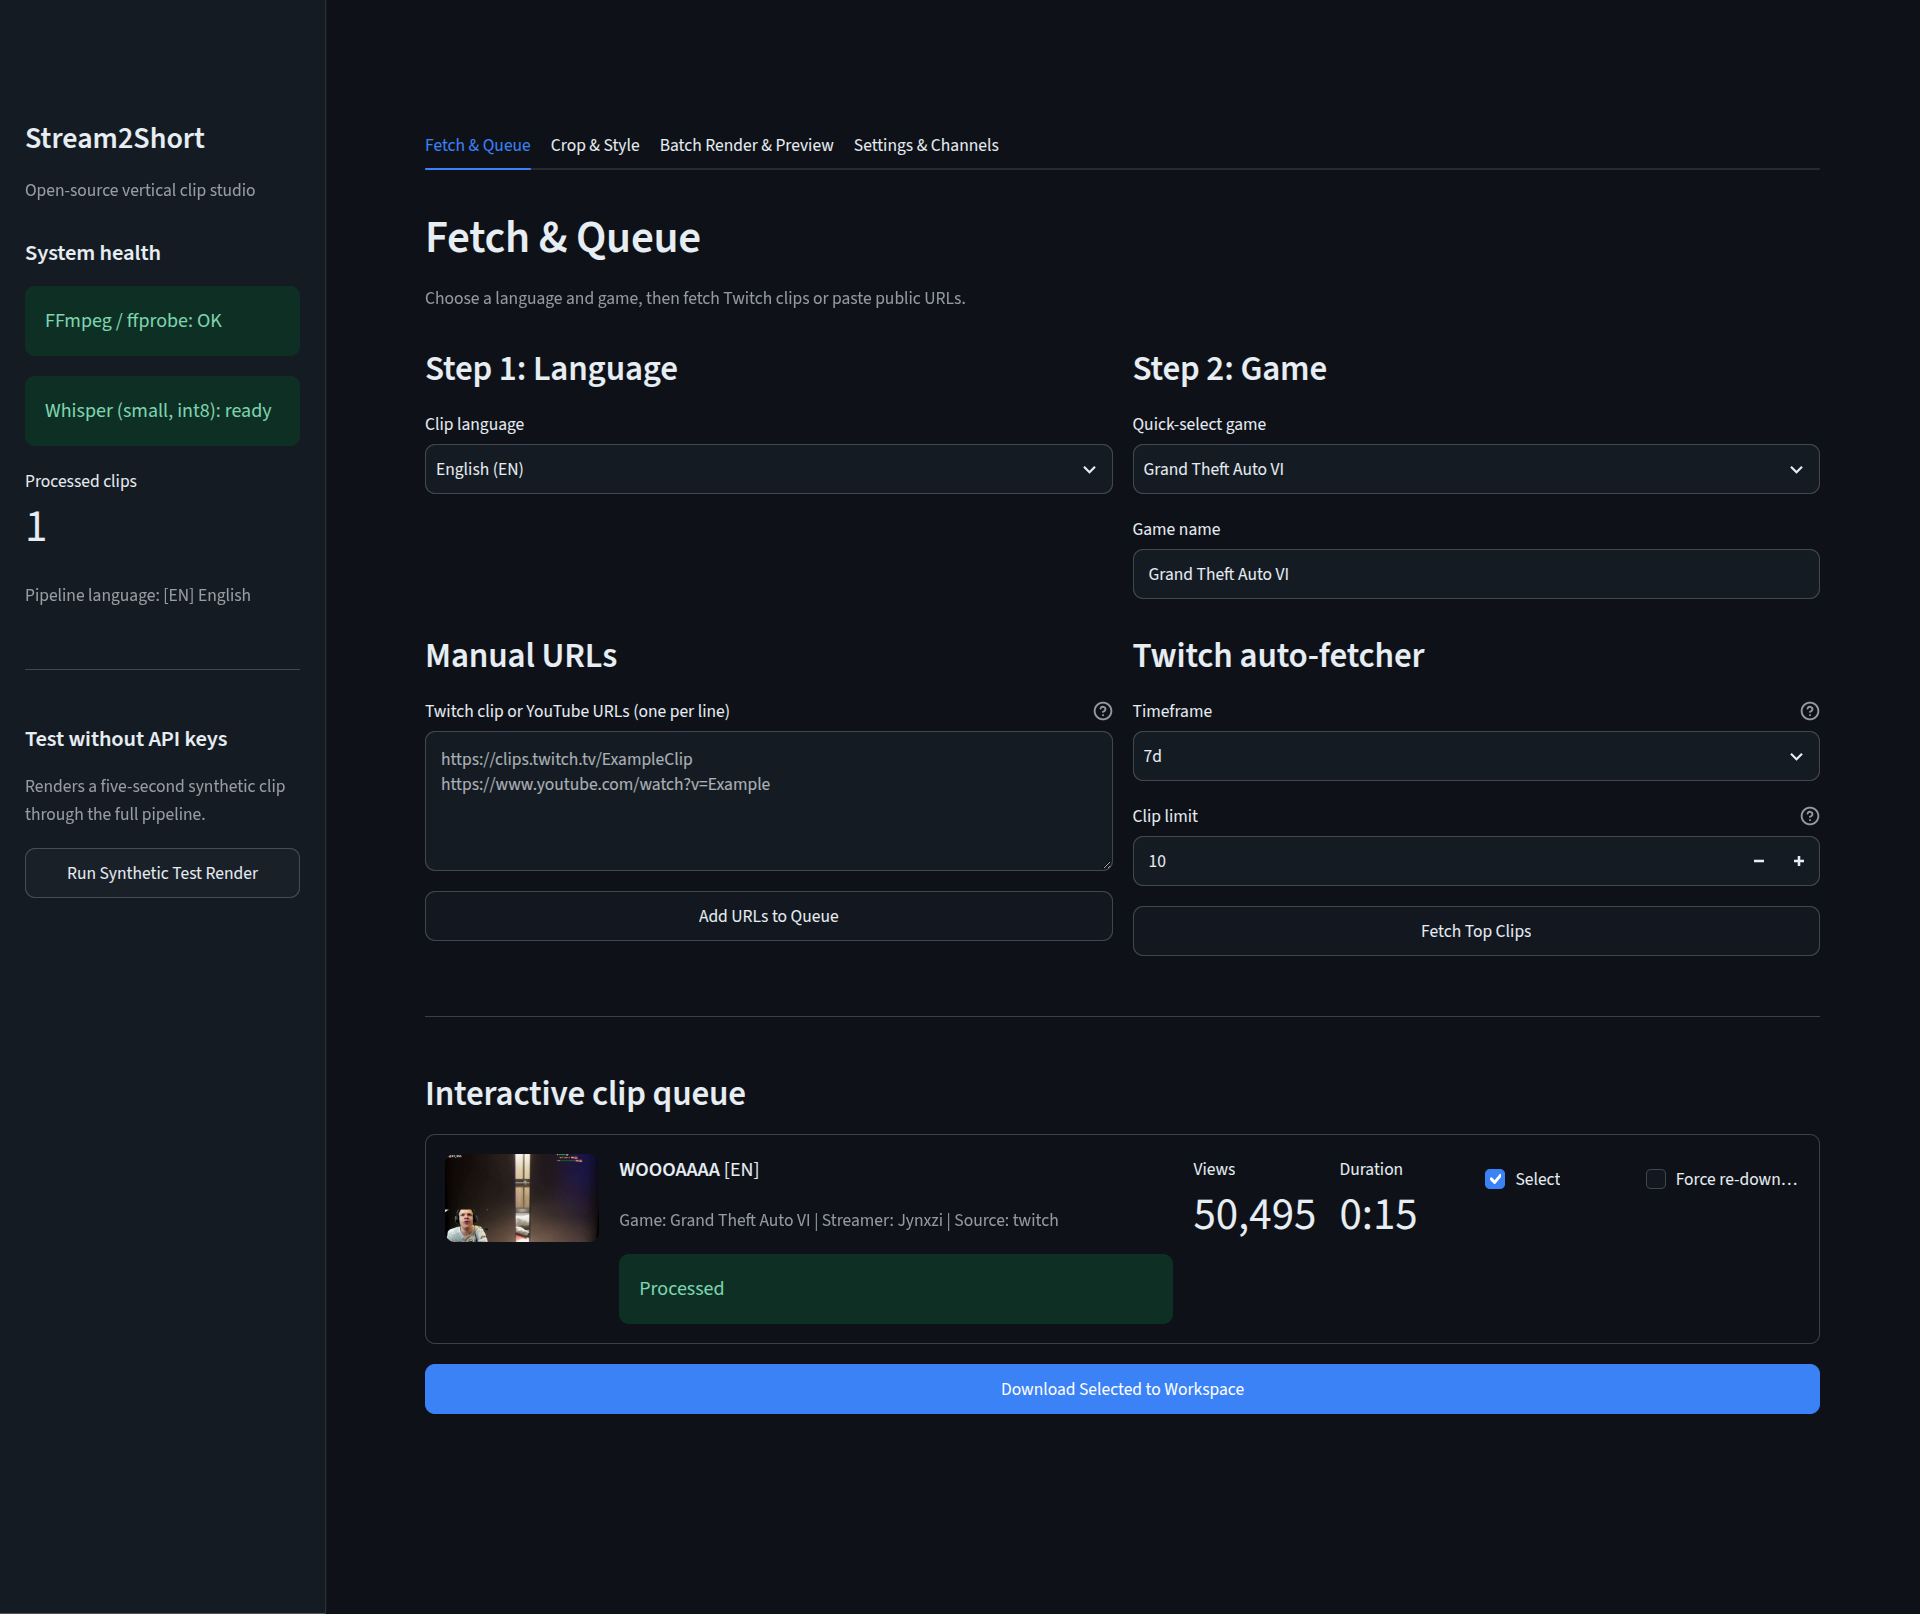 Stream2Short
Open-source vertical clip studio
System health
FFmpeg / ffprobe: OK
Whisper (small, int8): ready
Processed clips
1
Pipeline language: [EN] English
Test without API keys
Renders a five-second synthetic clip
through the full pipeline.
Run Synthetic Test Render
Fetch & Queue
Crop & Style
Batch Render & Preview
Settings & Channels
Fetch & Queue
Choose a language and game, then fetch Twitch clips or paste public URLs.
Step 1: Language
Clip language
English (EN)
Step 2: Game
Quick-select game
Grand Theft Auto VI
Game name
Grand Theft Auto VI
Manual URLs
Twitch clip or YouTube URLs (one per line)
https://clips.twitch.tv/ExampleClip
https://www.youtube.com/watch?v=Example
Add URLs to Queue
Twitch auto-fetcher
Timeframe
7d
Clip limit
10
Fetch Top Clips
Interactive clip queue
WOOOAAAA [EN]
Game: Grand Theft Auto VI | Streamer: Jynxzi | Source: twitch
Processed
Views
50,495
Duration
0:15
Select
Force re-down...
Download Selected to Workspace